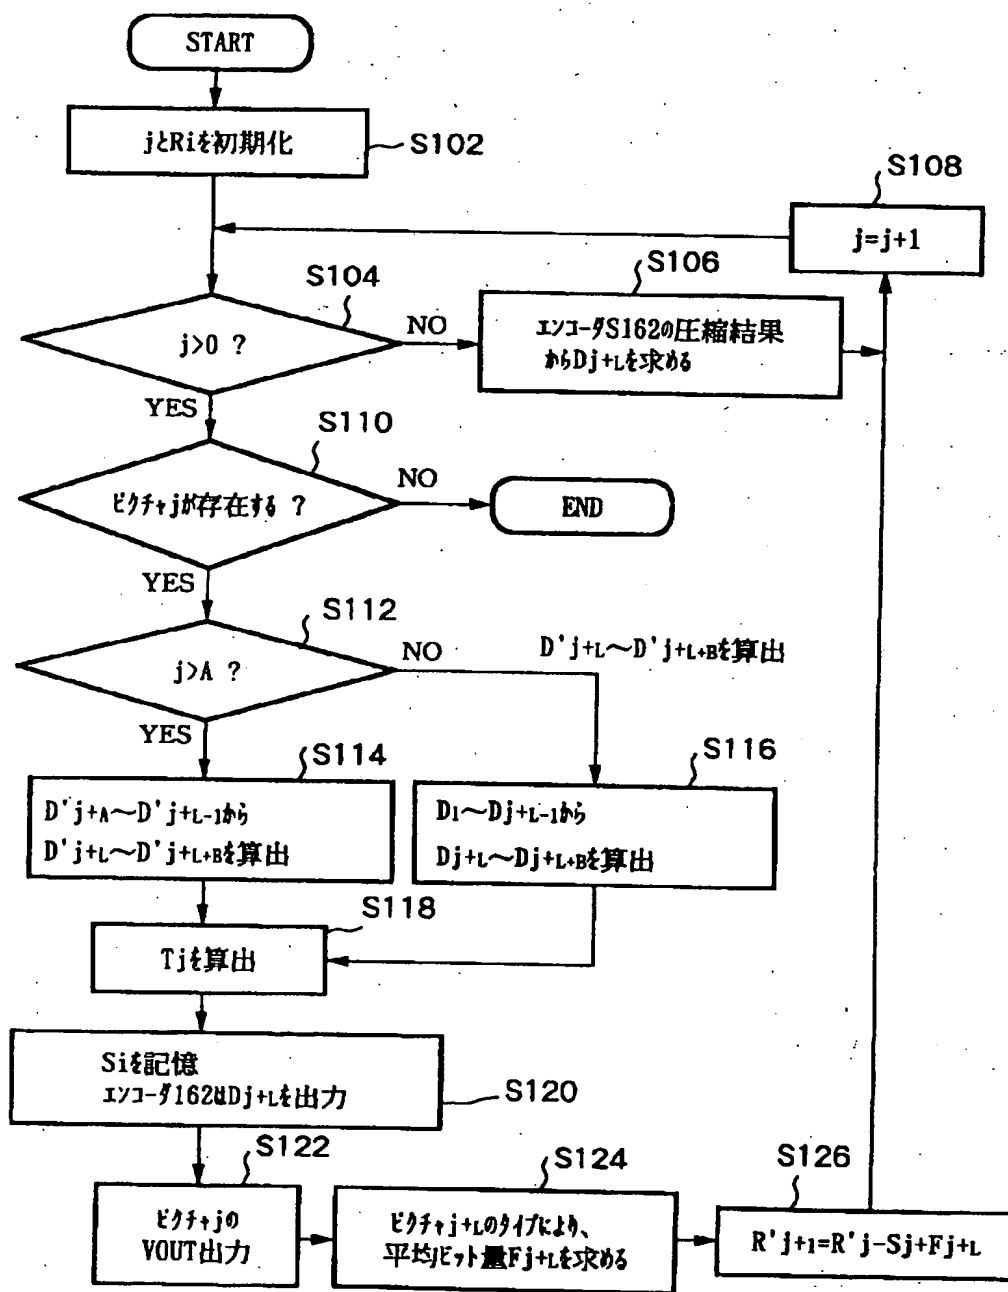 START
jとRiを初期化
S102
S108
j=j+1
S104
j>0 ?
NO
S106
エンコーダS162の圧縮結果
からDj+Lを求める
YES
S110
ピクチャjが存在する ?
NO
END
YES
S112
j>A ?
NO
D'j+L〜D'j+L+Bを算出
YES
S114
D'j+A〜D'j+L-1から
D'j+L〜D'j+L+Bを算出
S116
D1〜Dj+L-1から
Dj+L〜Dj+L+Bを算出
S118
Tjを算出
Siを記憶
エンコーダ162はDj+Lを出力
S120
S122
ピクチャjの
VOUT出力
S124
ピクチャj+Lのタイプにより、
平均ビット量Fj+Lを求める
S126
R'j+1=R'j-Sj+Fj+L